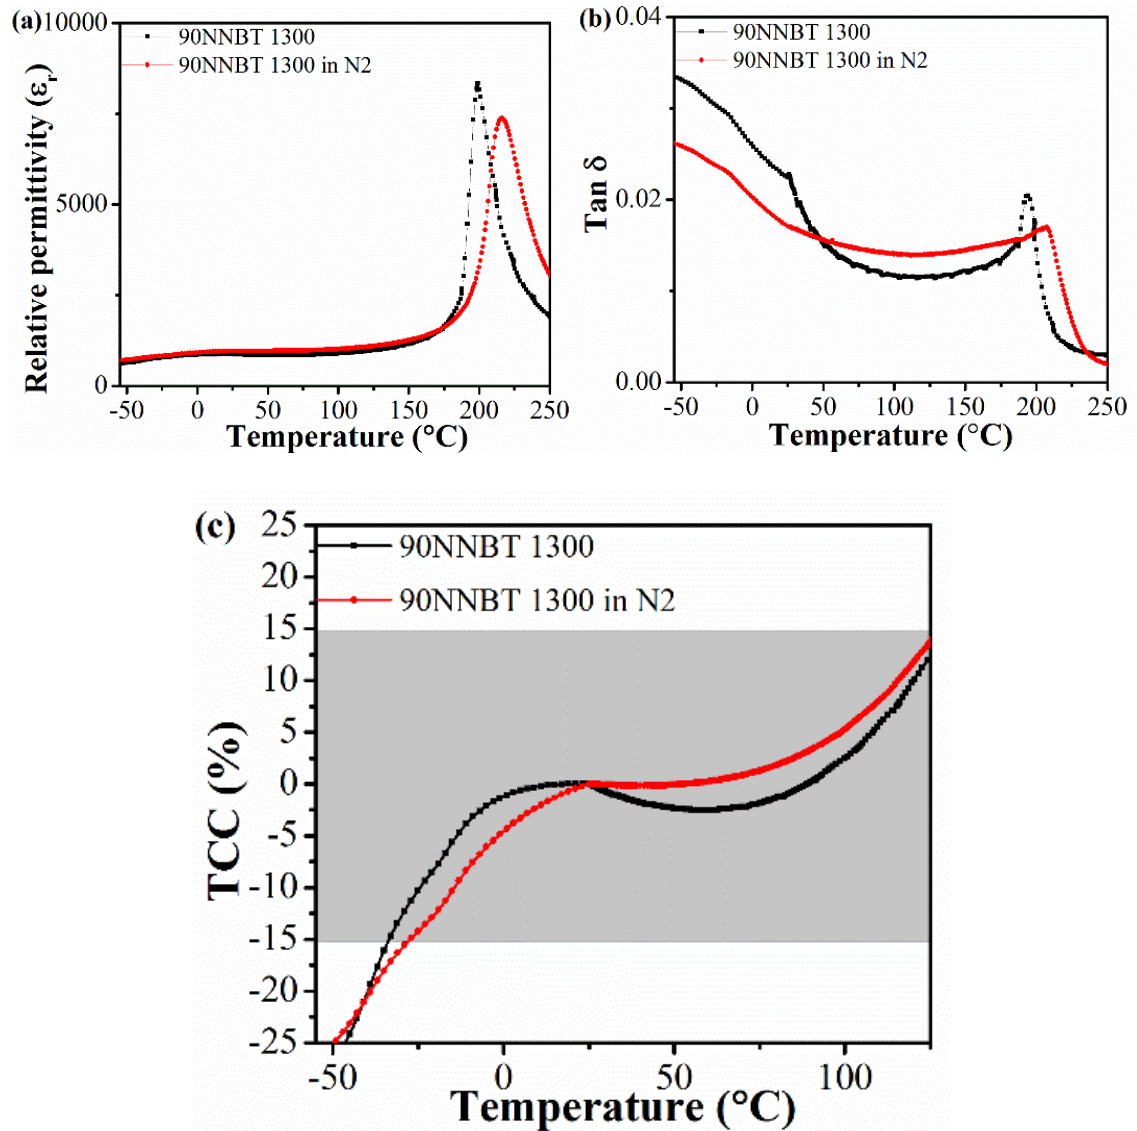 (a)
10000
5000
0
Relative permittivity (εr)
90NNBT 1300
90NNBT 1300 in N2
-50 0 50 100 150 200 250
Temperature (°C)
(b)
0.04
0.02
0.00
Tan δ
90NNBT 1300
90NNBT 1300 in N2
-50 0 50 100 150 200 250
Temperature (°C)
(c)
25
20
15
10
5
0
-5
-10
-15
-20
-25
TCC (%)
90NNBT 1300
90NNBT 1300 in N2
-50 0 50 100
Temperature (°C)